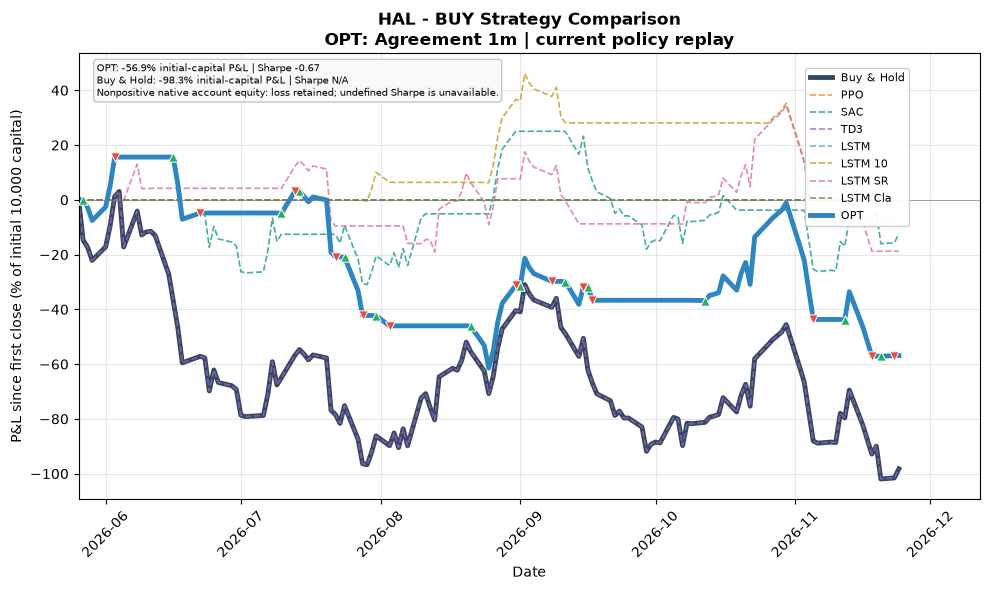 HAL - BUY Strategy Comparison
OPT: Agreement 1m | current policy replay
OPT: -56.9% initial-capital P&L | Sharpe -0.67
Buy & Hold: -98.3% initial-capital P&L | Sharpe N/A
Nonpositive native account equity: loss retained; undefined Sharpe is unavailable.
Buy & Hold
PPO
SAC
TD3
LSTM
LSTM 10
LSTM SR
LSTM Cla
OPT
P&L since first close (% of initial 10,000 capital)
40
20
0
−20
−40
−60
−80
−100
2026-06
2026-07
2026-08
2026-09
2026-10
2026-11
2026-12
Date